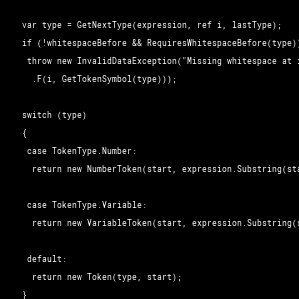 var type = GetNextType(expression, ref i, lastType);
if (!whitespaceBefore && RequiresWhitespaceBefore(type))
throw new InvalidDataException("Missing whitespace at
.F(i, GetTokenSymbol(type)));
switch (type)
{
case TokenType.Number:
return new NumberToken(start, expression.Substring(sta
case TokenType.Variable:
return new VariableToken(start, expression.Substring(s
default:
return new Token(type, start);
}